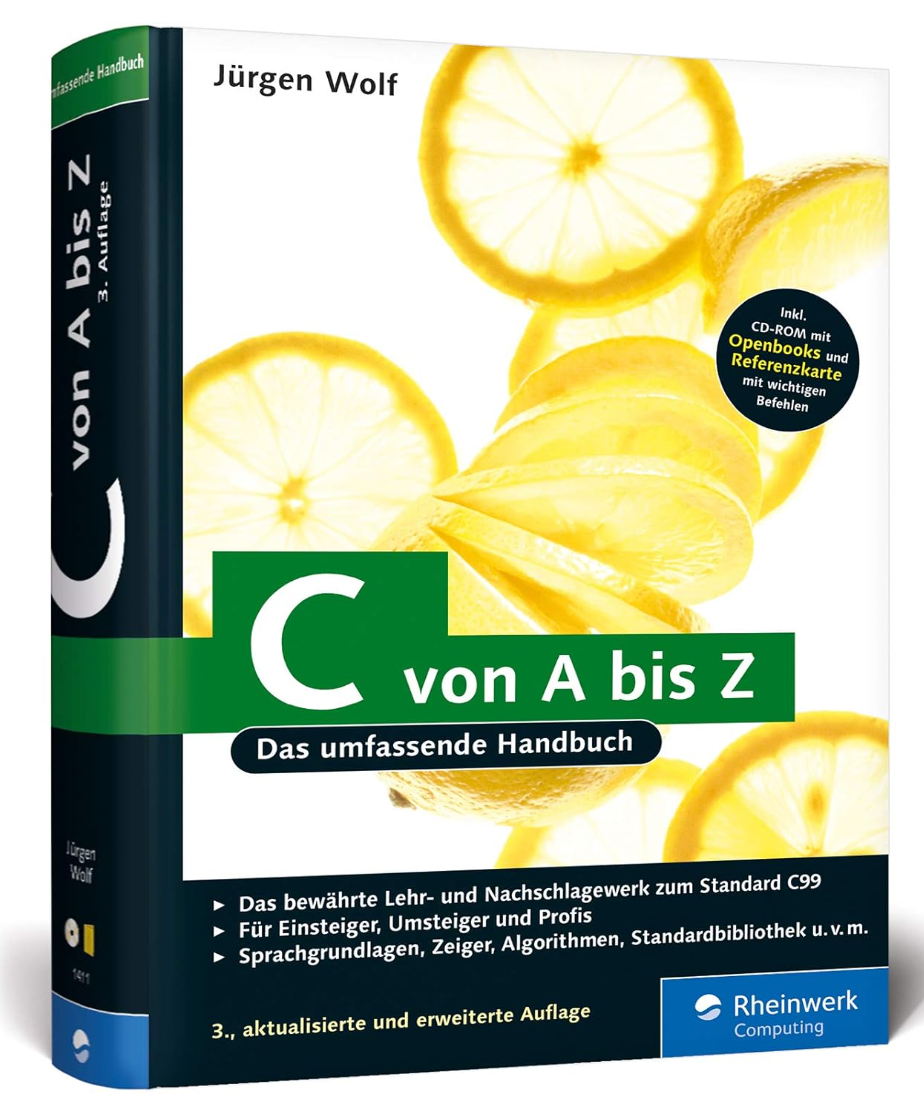 umfassende Handbuch
C von A bis Z
3. Auflage
Jürgen
Wolf
1411
Jürgen Wolf
Inkl.
CD-ROM mit
Openbooks und
Referenzkarte
mit wichtigen
Befehlen
C von A bis Z
Das umfassende Handbuch
► Das bewährte Lehr- und Nachschlagewerk zum Standard C99
► Für Einsteiger, Umsteiger und Profis
► Sprachgrundlagen, Zeiger, Algorithmen, Standardbibliothek u. v. m.
3., aktualisierte und erweiterte Auflage
Rheinwerk
Computing